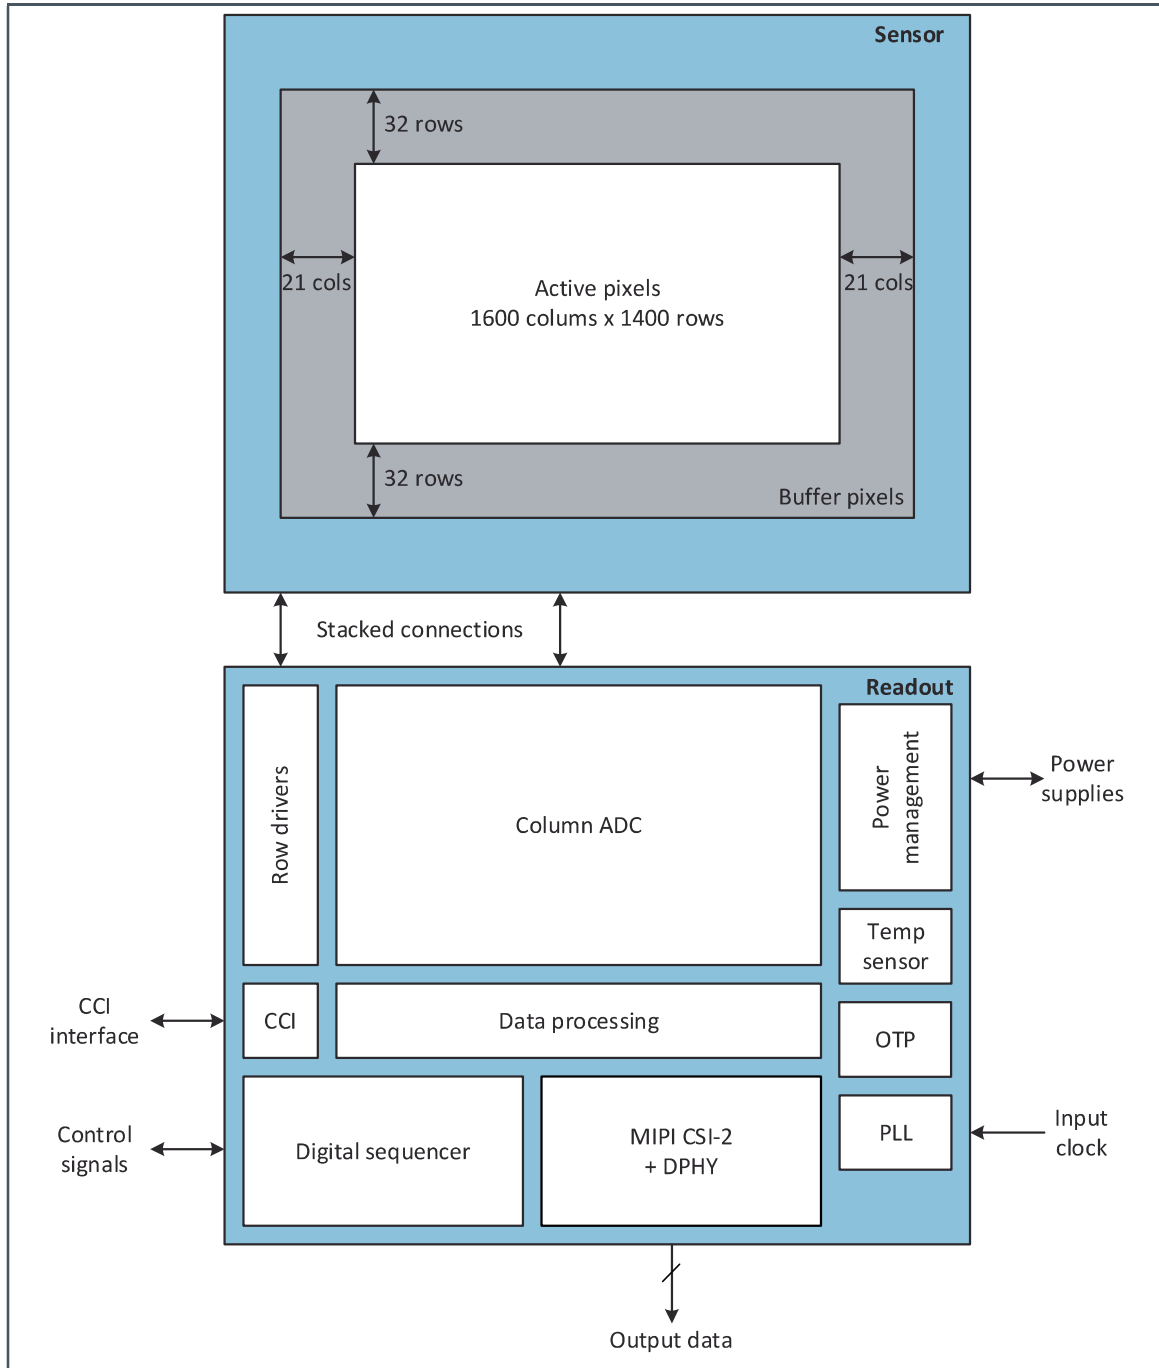 Sensor
32 rows
21 cols
21 cols
Active pixels
1600 colums x 1400 rows
32 rows
Buffer pixels
Stacked connections
Readout
Row drivers
Column ADC
Power
management
Power
supplies
Temp
sensor
CCI
interface
CCI
Data processing
OTP
Control
signals
Digital sequencer
MIPI CSI-2
+ DPHY
PLL
Input
clock
Output data